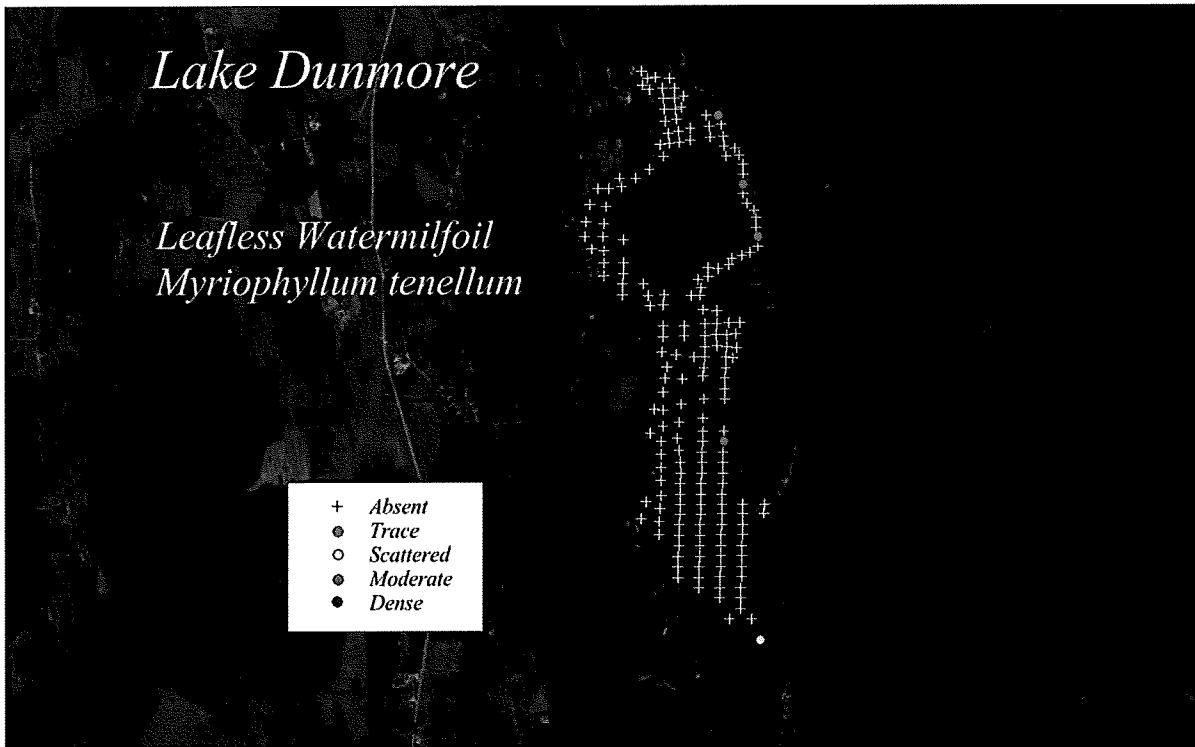 Lake Dunmore
Leafless Watermilfoil
Myriophyllum tenellum
Absent
Trace
Scattered
Moderate
Dense